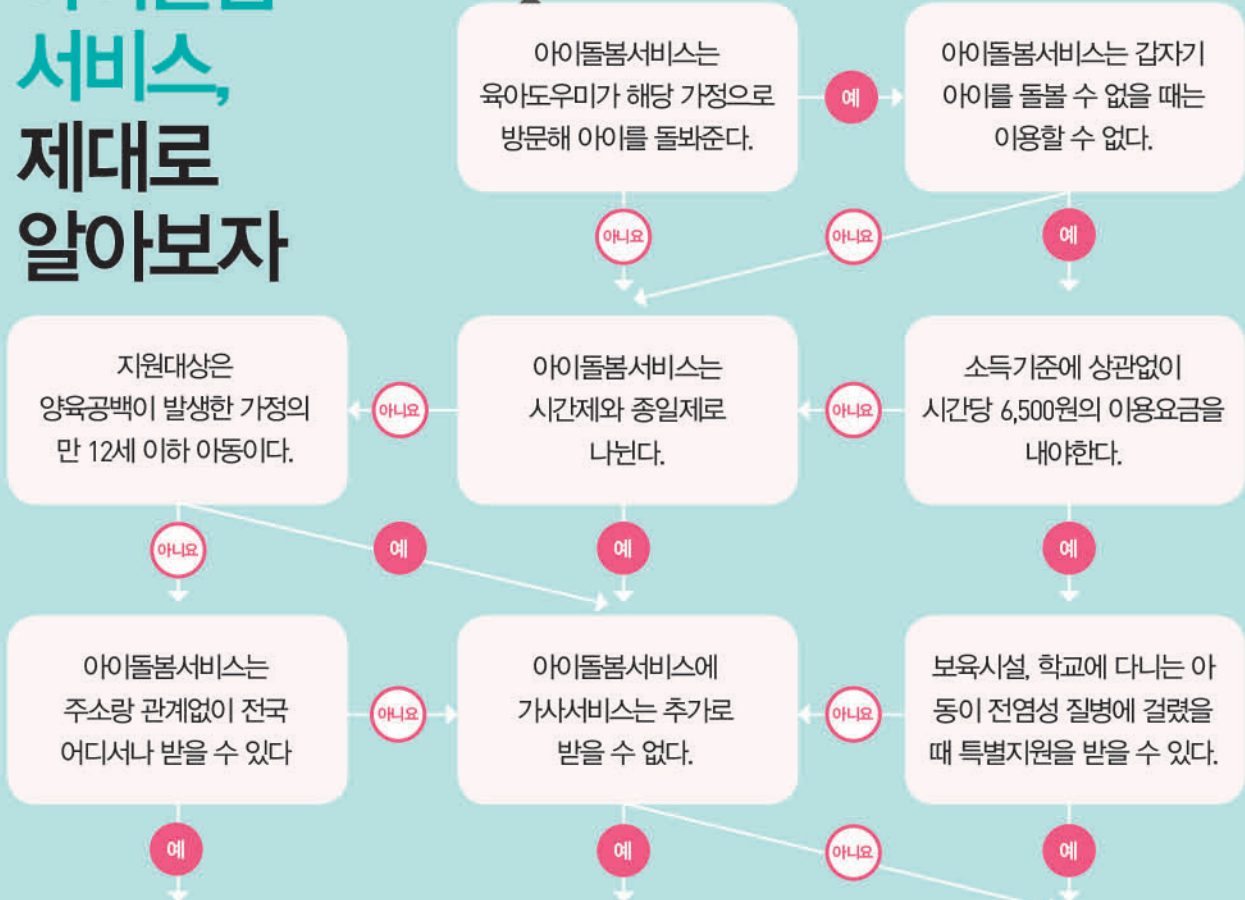 서비스,
제대로
알아보자
아이돌봄서비스는
육아도우미가 해당 가정으로
방문해 아이를 돌봐준다.
예
아이돌봄서비스는 갑자기
아이를 돌볼 수 없을 때는
이용할 수 없다.
아니요
아니요
예
지원대상은
양육공백이 발생한 가정의
만 12세 이하 아동이다.
아니요
아이돌봄서비스는
시간제와 종일제로
나뉜다.
아니요
소득기준에 상관없이
시간당 6,500원의 이용요금을
내야한다.
아니요
예
예
예
아이돌봄서비스는
주소랑 관계없이 전국
어디서나 받을 수 있다
아니요
아이돌봄서비스에
가사서비스는 추가로
받을 수 없다.
아니요
보육시설, 학교에 다니는 아
동이 전염성 질병에 걸렸을
때 특별지원을 받을 수 있다.
예
예
아니요
예